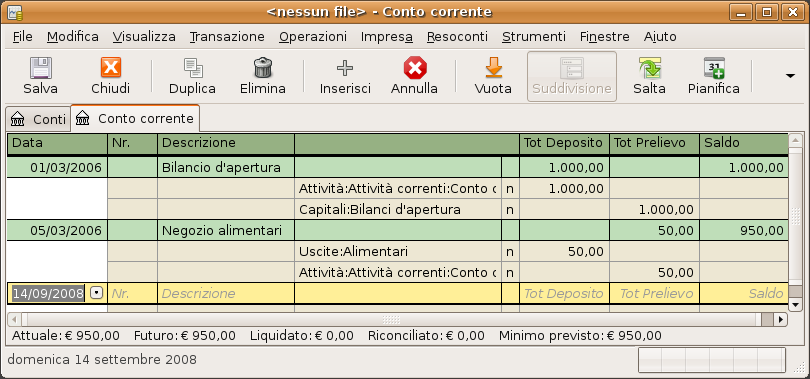 <nessun file> - Conto corrente
File Modifica Visualizza Transazione Operazioni Impresa Resoconti Strumenti Finestre Aiuto
Salva Chiudi Duplica Elimina Inserisci Annulla Vuota Suddivisione Salta Pianifica
Conti Conto corrente
Data Nr. Descrizione Tot Deposito Tot Prelievo Saldo
01/03/2006 Bilancio d'apertura 1.000,00 1.000,00
Attività:Attività correnti:Conto c n 1.000,00
Capitali:Bilanci d'apertura n 1.000,00
05/03/2006 Negozio alimentari 50,00 950,00
Uscite:Alimentari n 50,00
Attività:Attività correnti:Conto c n 50,00
14/09/2008 Nr. Descrizione Tot Deposito Tot Prelievo Saldo
Attuale: € 950,00 Futuro: € 950,00 Liquidato: € 0,00 Riconciliato: € 0,00 Minimo previsto: € 950,00
domenica 14 settembre 2008